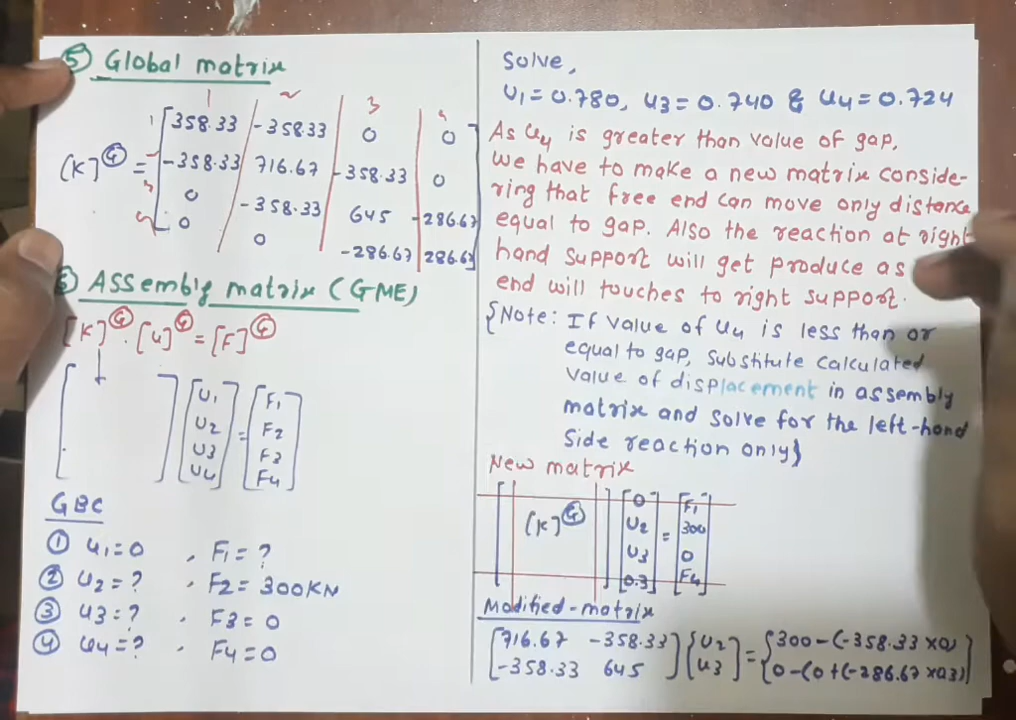 ⑤ Global matrix
1 2 3 4
1 [358.33 -358.33 0 0]
[K]ᴳ = -358.33 716.67 -358.33 0
3 0 -358.33 645 -286.67
4 0 0 -286.67 286.67
⑥ Assembly matrix (GME)
[K]ᴳ . [u]ᴳ = [F]ᴳ
[ ] [U1 U2 U3 U4] = [F1 F2 F3 F4]
GBC
① u1=0 , F1=?
② u2=? , F2=300KN
③ u3=? , F3=0
④ u4=? , F4=0
Solve,
U1=0.780, u3=0.740 & u4=0.724
As u4 is greater than value of gap,
We have to make a new matrix conside-
ring that free end can move only distance
equal to gap. Also the reaction at right
hand support will get produce as
end will touches to right support.
{Note: If value of u4 is less than or
equal to gap, substitute calculated
value of displacement in assembly
matrix and solve for the left-hand
side reaction only}
New matrix
[ [K]ᴳ ] [0 U2 U3 0.3] = [F1 300 0 F4]
Modified-matrix
[716.67 -358.33] {U2} = {300-(-358.33 x0)
[-358.33 645] {u3} {0-(0+(-286.67 x0.3)}